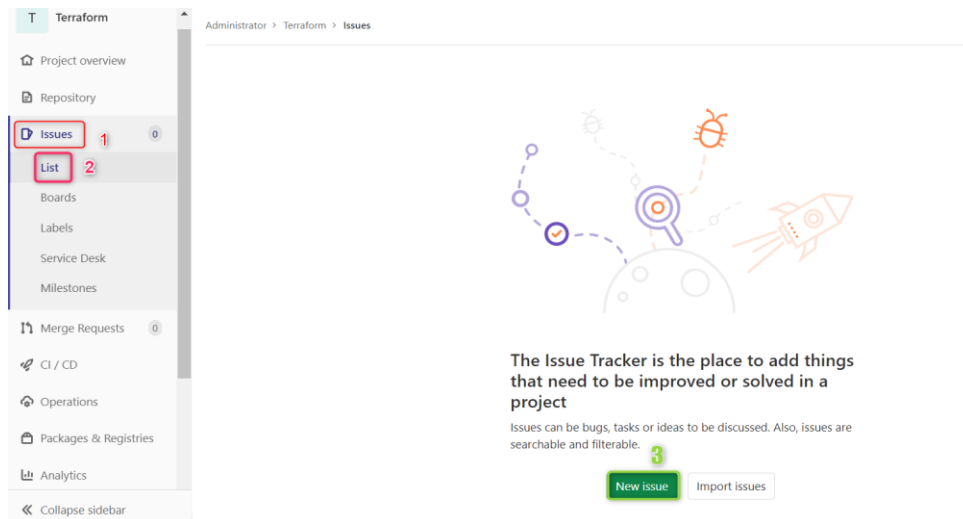 T Terraform
Project overview
Repository
Issues 1 0
List 2
Boards
Labels
Service Desk
Milestones
Merge Requests 0
CI / CD
Operations
Packages & Registries
Analytics
Collapse sidebar
Administrator > Terraform > Issues
The Issue Tracker is the place to add things
that need to be improved or solved in a
project
Issues can be bugs, tasks or ideas to be discussed. Also, issues are
searchable and filterable.
3
New issue Import issues